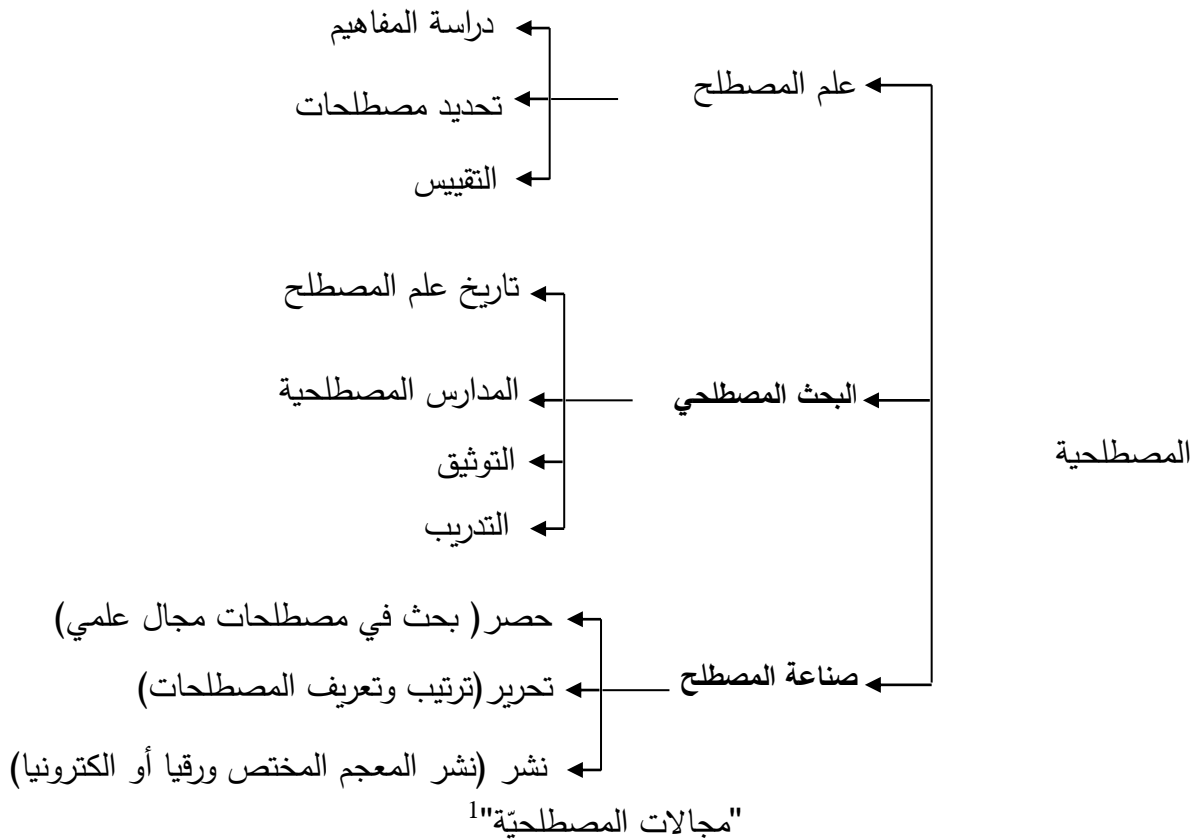 دراسة المفاهيم
علم المصطلح
تحديد مصطلحات
التقييس
تاريخ علم المصطلح
البحث المصطلحي
المدارس المصطلحية
المصطلحية
التوثيق
التدريب
حصر ( بحث في مصطلحات مجال علمي)
صناعة المصطلح
تحرير (ترتيب وتعريف المصطلحات)
نشر (نشر المعجم المختص ورقيا أو الكترونيا)
"مجالات المصطلحيّة"1